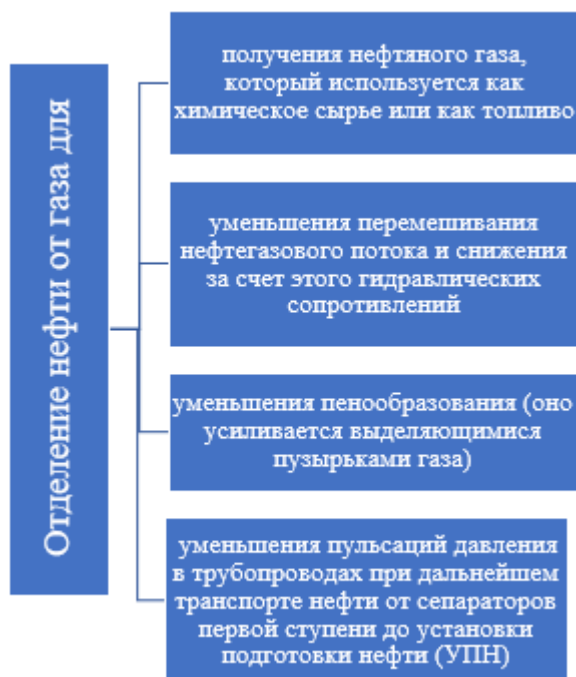 Отделение нефти от газа для
получения нефтяного газа,
который используется как
химическое сырье или как топливо
уменьшения перемешивания
нефтегазового потока и снижения
за счет этого гидравлических
сопротивлений
уменьшения пенообразования (оно
усиливается выделяющимися
пузырьками газа)
уменьшения пульсаций давления
в трубопроводах при дальнейшем
транспорте нефти от сепараторов
первой ступени до установки
подготовки нефти (УПН)